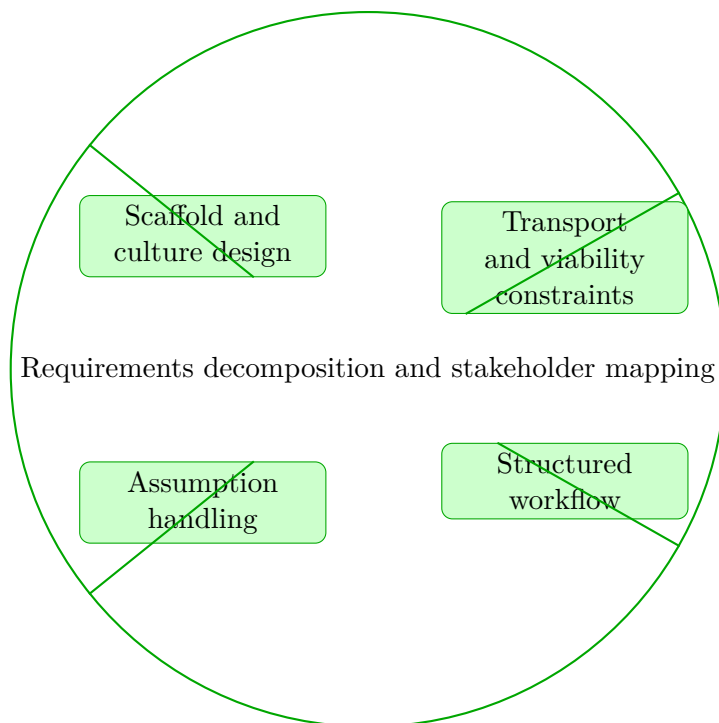 Scaffold and
culture design
Transport
and viability
constraints
Requirements decomposition and stakeholder mapping
Assumption
handling
Structured
workflow